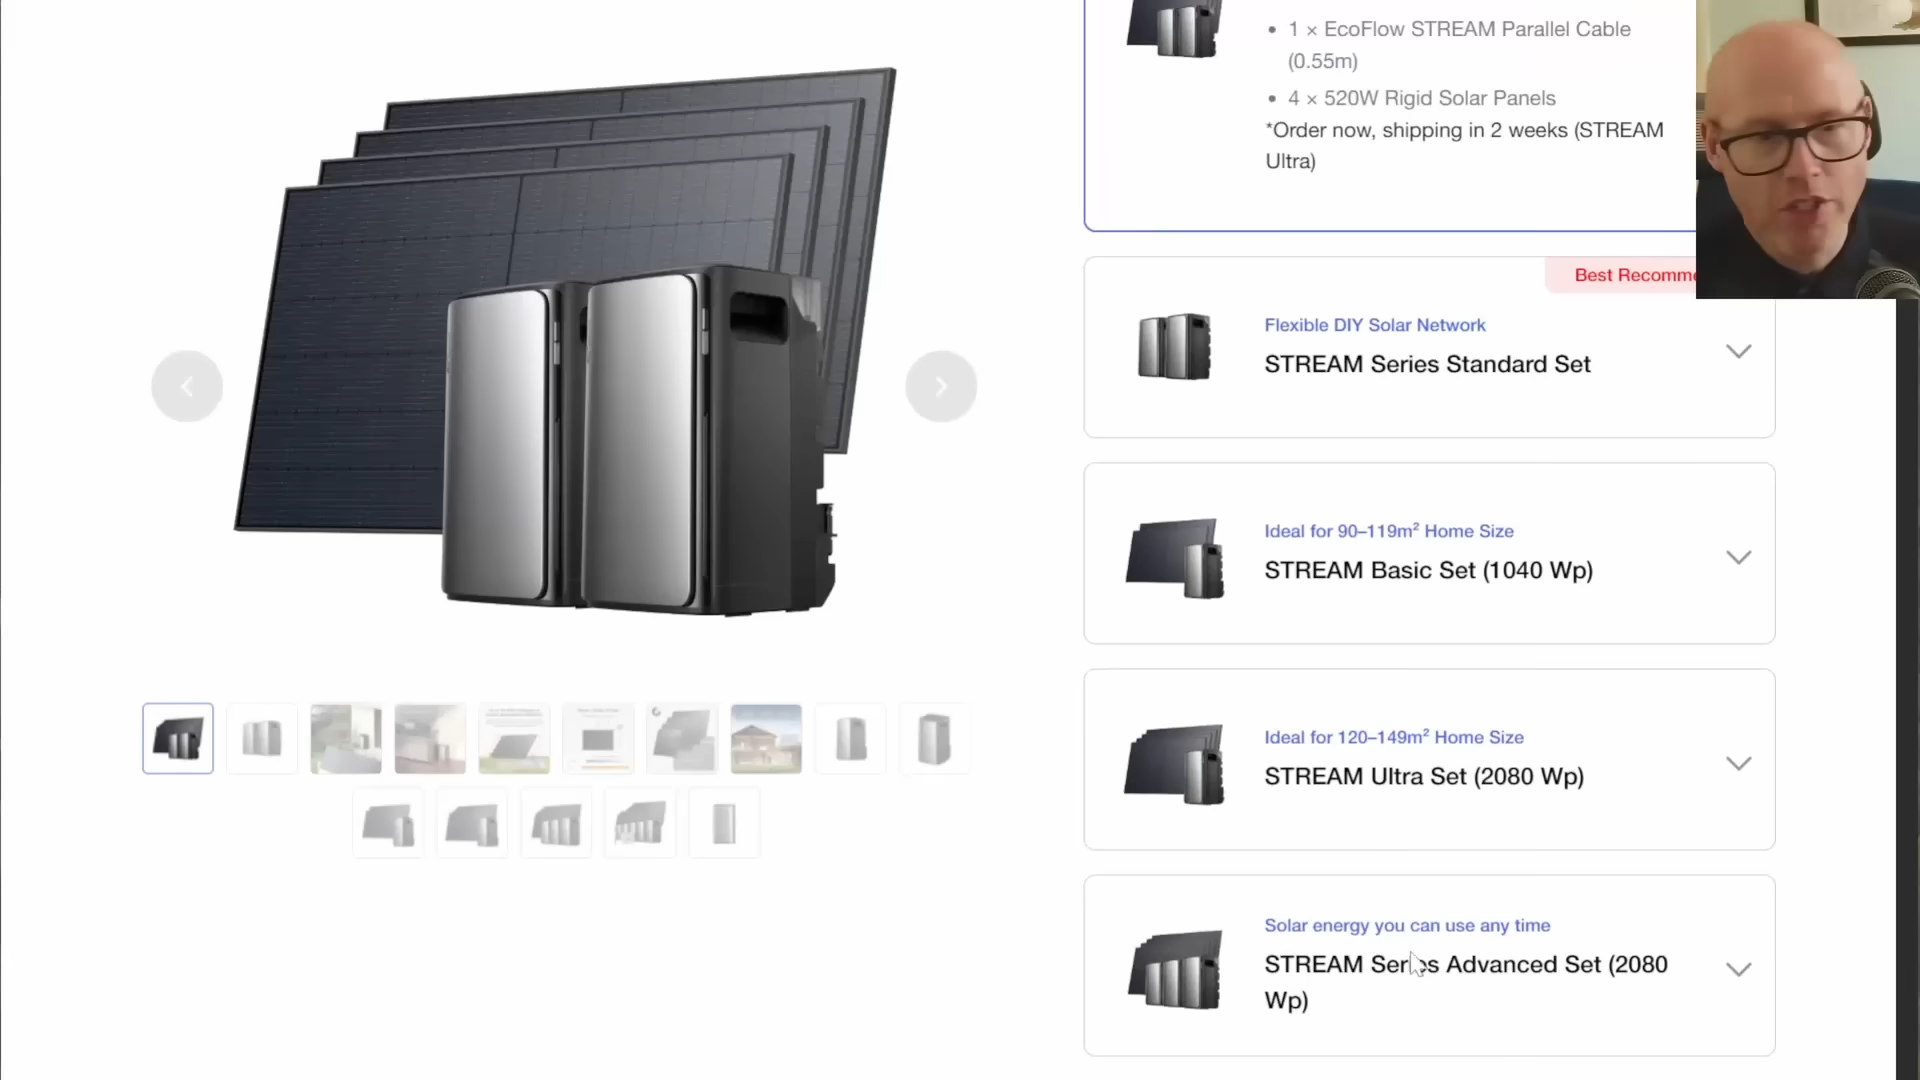 1 × EcoFlow STREAM Parallel Cable
(0.55m)
4 × 520W Rigid Solar Panels
*Order now, shipping in 2 weeks (STREAM
Ultra)
Best Recomme
Flexible DIY Solar Network
STREAM Series Standard Set
Ideal for 90–119m² Home Size
STREAM Basic Set (1040 Wp)
Ideal for 120–149m² Home Size
STREAM Ultra Set (2080 Wp)
Solar energy you can use any time
STREAM Series Advanced Set (2080
Wp)